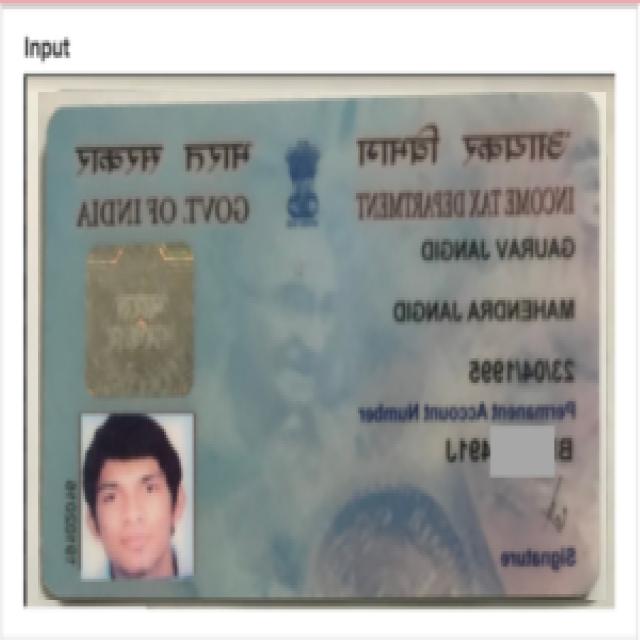 Input
आयकर विभाग
भारत सरकार
INCOME TAX DEPARTMENT
GOVT. OF INDIA
GAURAV JANGID
MAHENDRA JANGID
23/04/1995
Permanent Account Number
491J
Signature